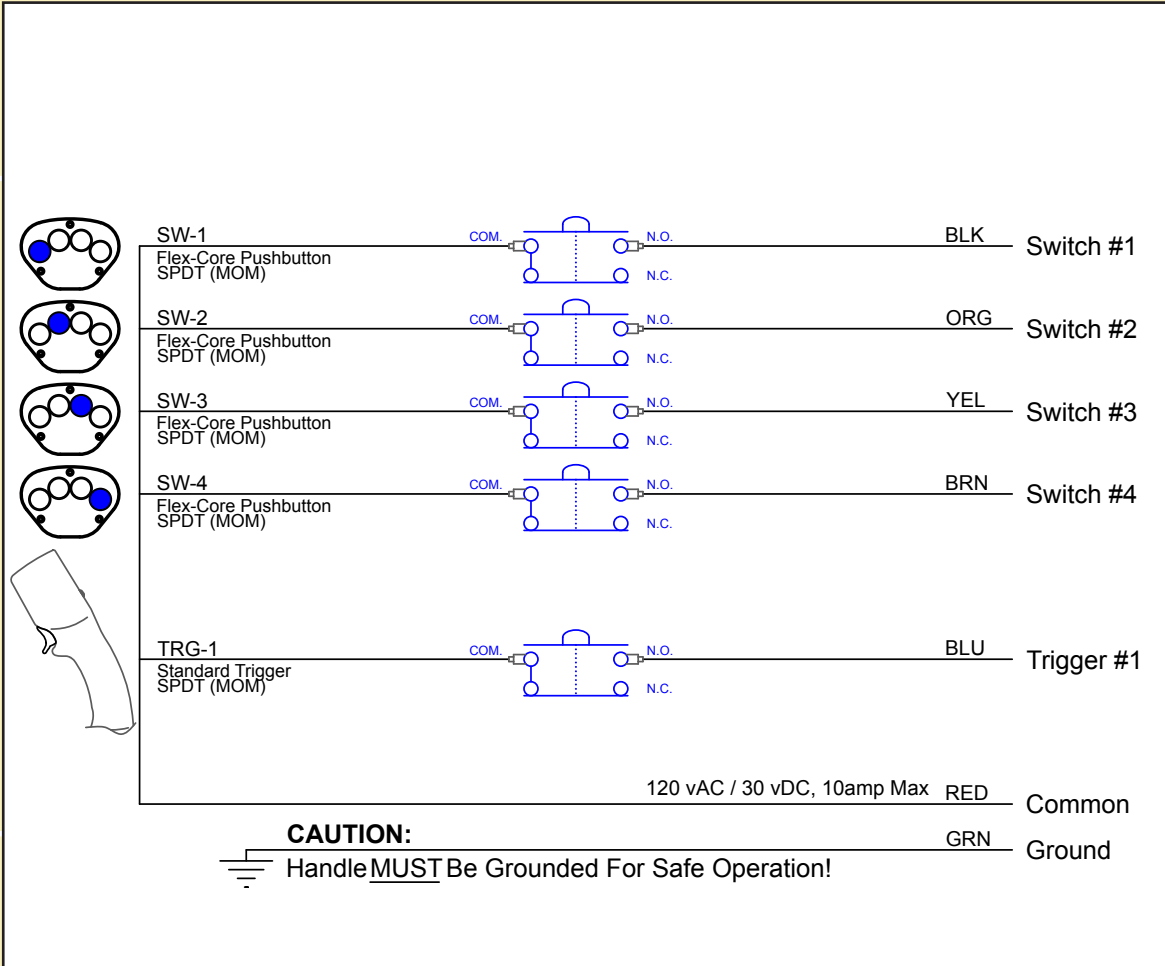 SW-1
Flex-Core Pushbutton
SPDT (MOM)
COM.
N.O.
N.C.
BLK
Switch #1
SW-2
Flex-Core Pushbutton
SPDT (MOM)
COM.
N.O.
N.C.
ORG
Switch #2
SW-3
Flex-Core Pushbutton
SPDT (MOM)
COM.
N.O.
N.C.
YEL
Switch #3
SW-4
Flex-Core Pushbutton
SPDT (MOM)
COM.
N.O.
N.C.
BRN
Switch #4
TRG-1
Standard Trigger
SPDT (MOM)
COM.
N.O.
N.C.
BLU
Trigger #1
120 vAC / 30 vDC, 10amp Max
RED
Common
CAUTION:
Handle MUST Be Grounded For Safe Operation!
GRN
Ground